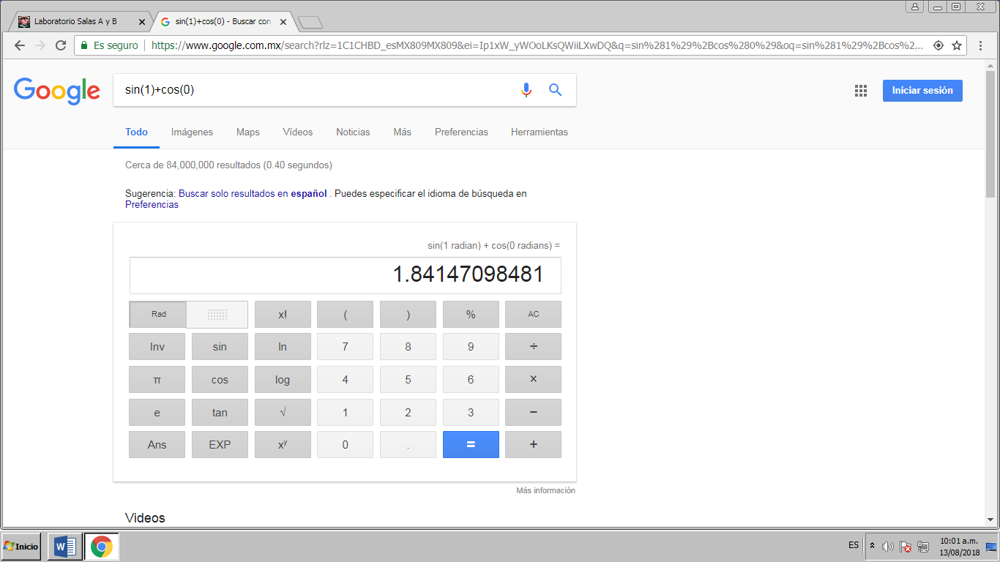 Laboratorio Salas A y B
sin(1)+cos(0) - Buscar con
Es seguro
https://www.google.com.mx/search?rlz=1C1CHBD_esMX809MX809&ei=Ip1xW_yWOoLKsQWiiLXwDQ&q=sin%281%29%2Bcos%280%29&oq=sin%281%29%2Bcos%2...
Google
sin(1)+cos(0)
Iniciar sesión
Todo Imágenes Maps Vídeos Noticias Más Preferencias Herramientas
Cerca de 84,000,000 resultados (0.40 segundos)
Sugerencia: Buscar solo resultados en español . Puedes especificar el idioma de búsqueda en
Preferencias
sin(1 radian) + cos(0 radians) =
1.84147098481
Rad x! ( ) % AC
Inv sin ln 7 8 9 ÷
π cos log 4 5 6 ×
e tan √ 1 2 3 −
Ans EXP xʸ 0 . = +
Más información
Videos
Inicio
ES
10:01 a.m.
13/08/2018